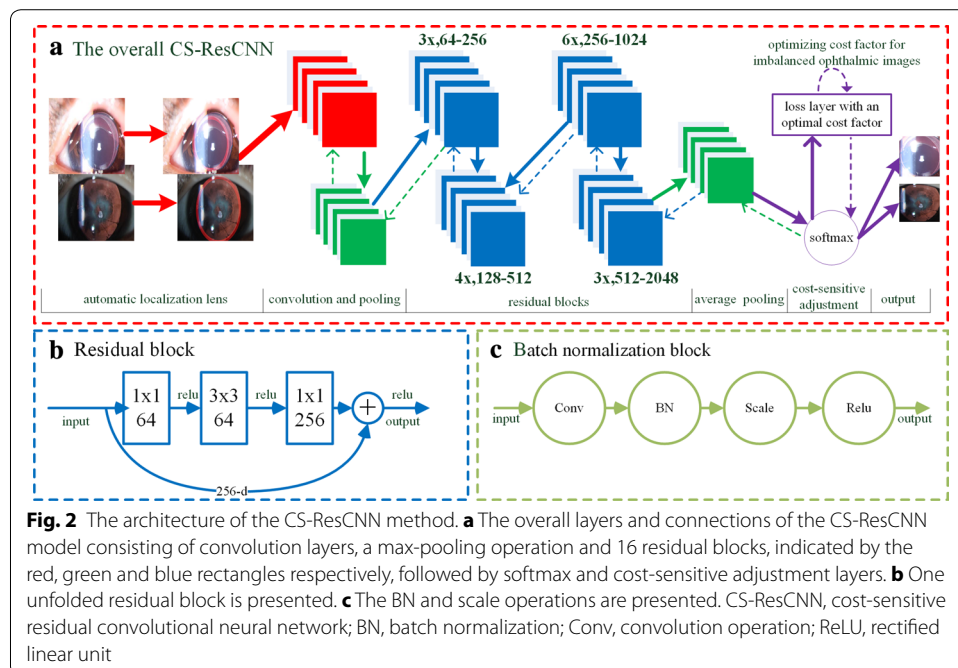 a The overall CS-ResCNN
3x,64-256
6x,256-1024
optimizing cost factor for
imbalanced ophthalmic images
loss layer with an
optimal cost factor
softmax
4x,128-512
3x,512-2048
automatic localization lens
convolution and pooling
residual blocks
average pooling
cost-sensitive
adjustment
output
b Residual block
input
1x1
64
relu
3x3
64
relu
1x1
256
+
relu
output
256-d
c Batch normalization block
input
Conv
BN
Scale
Relu
output
Fig. 2 The architecture of the CS-ResCNN method. a The overall layers and connections of the CS-ResCNN
model consisting of convolution layers, a max-pooling operation and 16 residual blocks, indicated by the
red, green and blue rectangles respectively, followed by softmax and cost-sensitive adjustment layers. b One
unfolded residual block is presented. c The BN and scale operations are presented. CS-ResCNN, cost-sensitive
residual convolutional neural network; BN, batch normalization; Conv, convolution operation; ReLU, rectified
linear unit